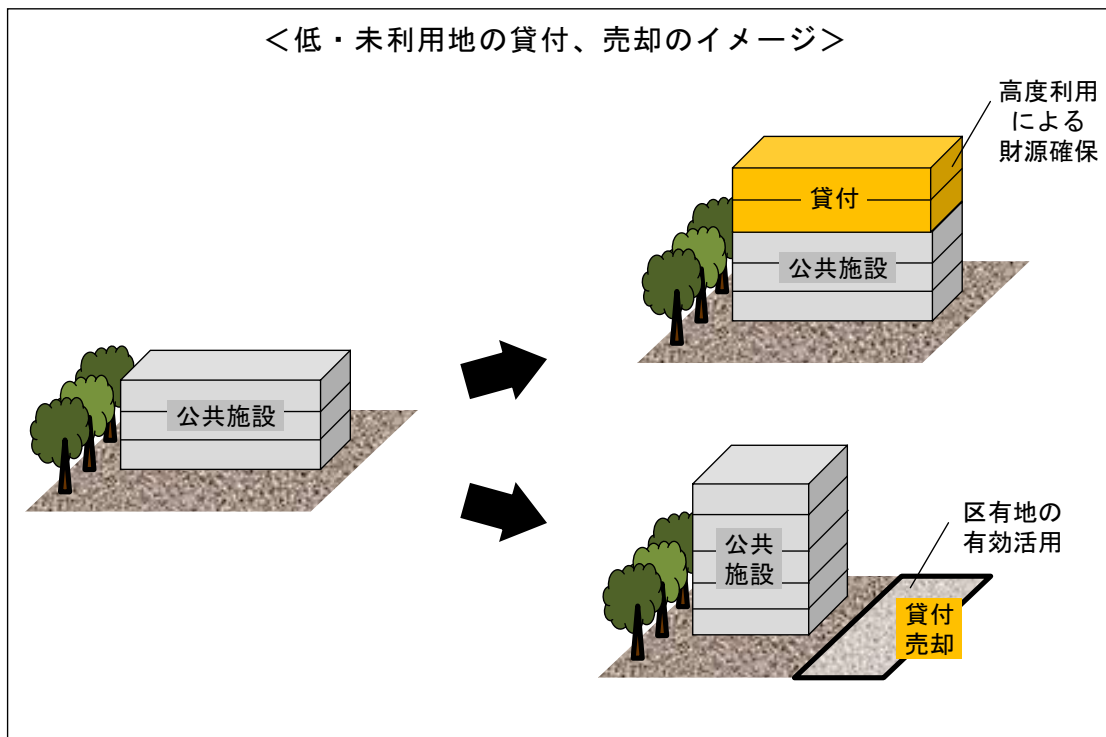 ＜低・未利用地の貸付、売却のイメージ＞
高度利用
による
財源確保
貸付
公共施設
公共施設
公共
施設
区有地の
有効活用
貸付
売却